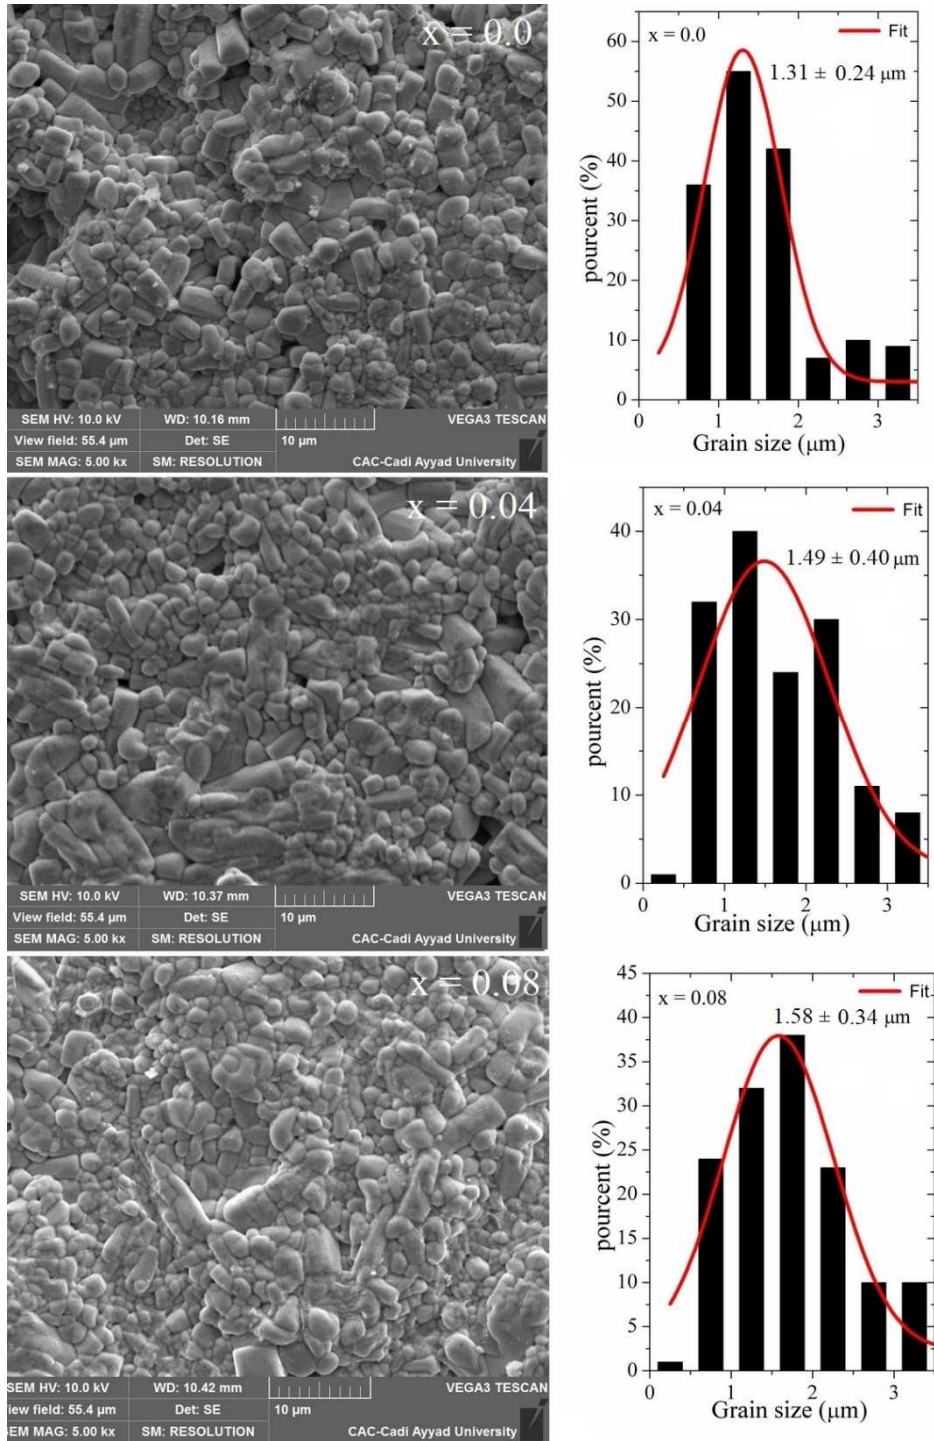 x = 0.0
SEM HV: 10.0 kV WD: 10.16 mm VEGA3 TESCAN
View field: 55.4 µm Det: SE 10 µm
SEM MAG: 5.00 kx SM: RESOLUTION CAC-Cadi Ayyad University
x = 0.0 Fit
1.31 ± 0.24 µm
pourcent (%)
60
50
40
30
20
10
0
0 1 2 3
Grain size (µm)
x = 0.04
SEM HV: 10.0 kV WD: 10.37 mm VEGA3 TESCAN
View field: 55.4 µm Det: SE 10 µm
SEM MAG: 5.00 kx SM: RESOLUTION CAC-Cadi Ayyad University
x = 0.04 Fit
1.49 ± 0.40 µm
pourcent (%)
40
30
20
10
0
0 1 2 3
Grain size (µm)
x = 0.08
SEM HV: 10.0 kV WD: 10.42 mm VEGA3 TESCAN
iew field: 55.4 µm Det: SE 10 µm
SEM MAG: 5.00 kx SM: RESOLUTION CAC-Cadi Ayyad University
x = 0.08 Fit
1.58 ± 0.34 µm
pourcent (%)
45
40
35
30
25
20
15
10
5
0
0 1 2 3
Grain size (µm)